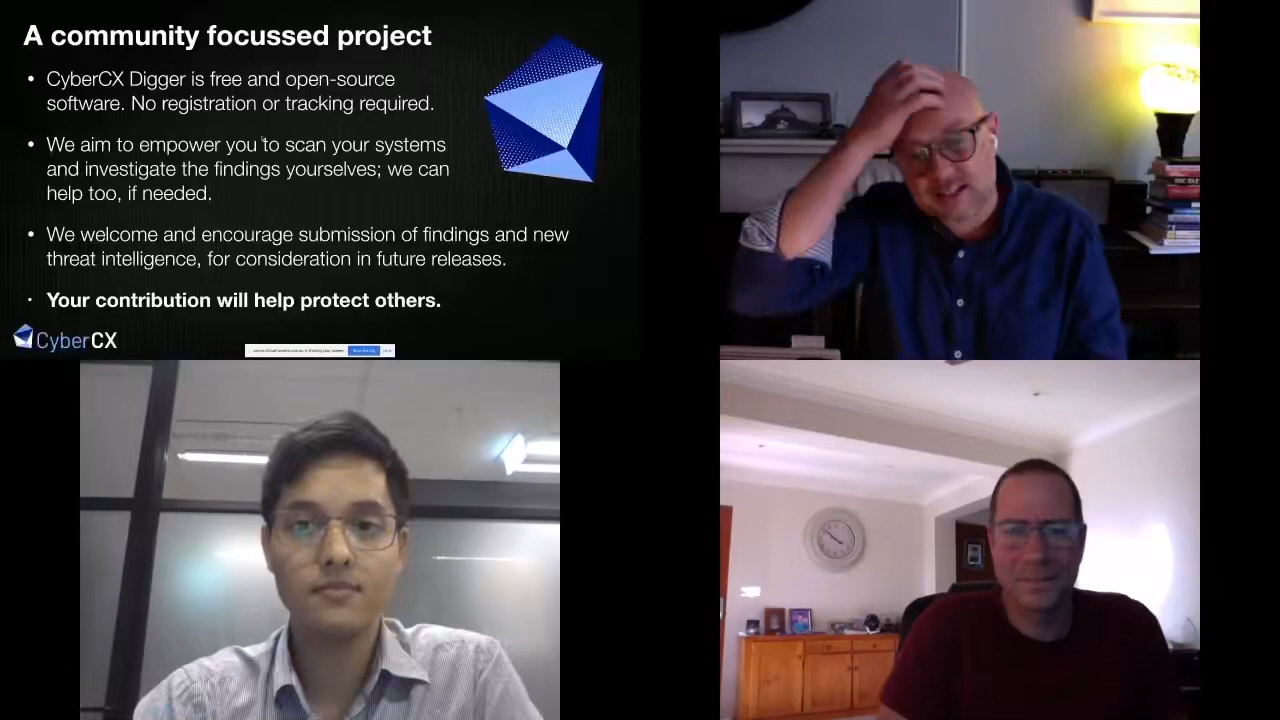 A community focussed project
• CyberCX Digger is free and open-source
software. No registration or tracking required.
• We aim to empower you to scan your systems
and investigate the findings yourselves; we can
help too, if needed.
• We welcome and encourage submission of findings and new
threat intelligence, for consideration in future releases.
• Your contribution will help protect others.
CyberCX